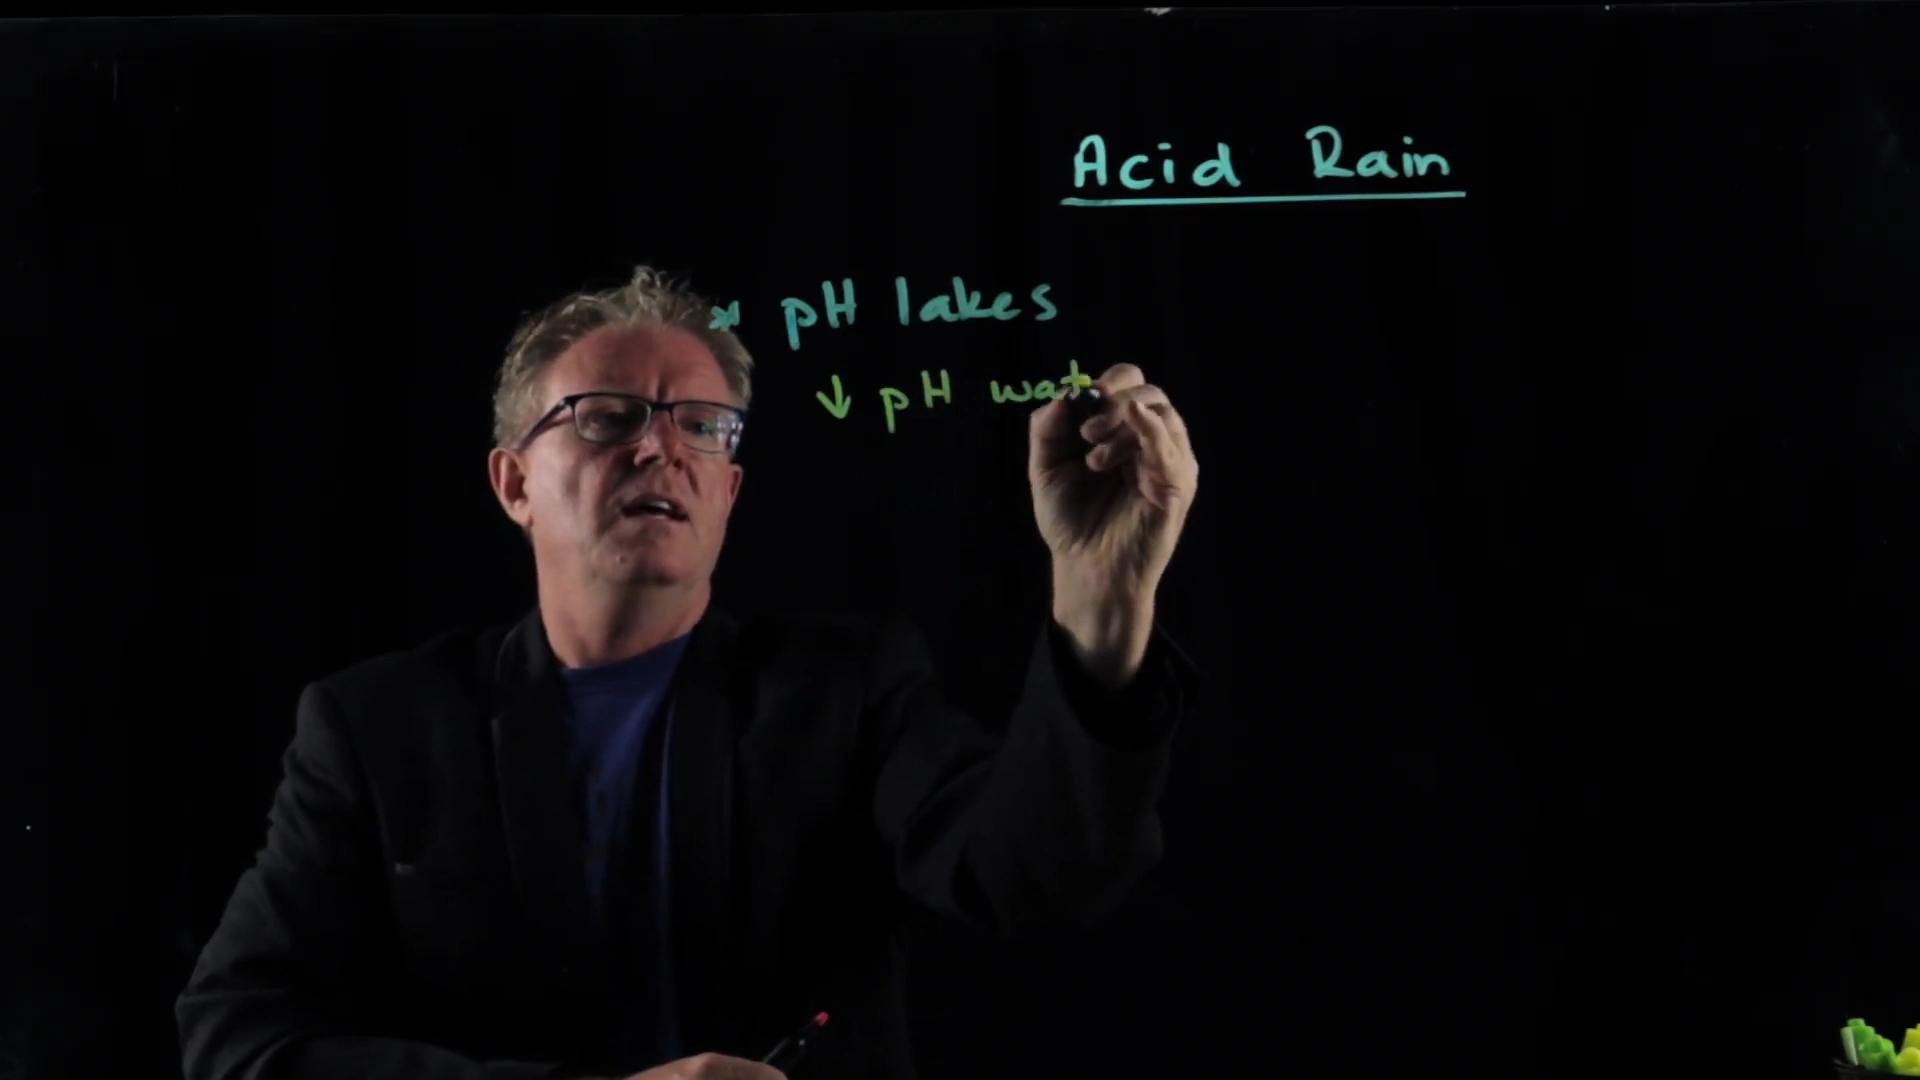 Acid Rain
* pH lakes
↓ pH wat